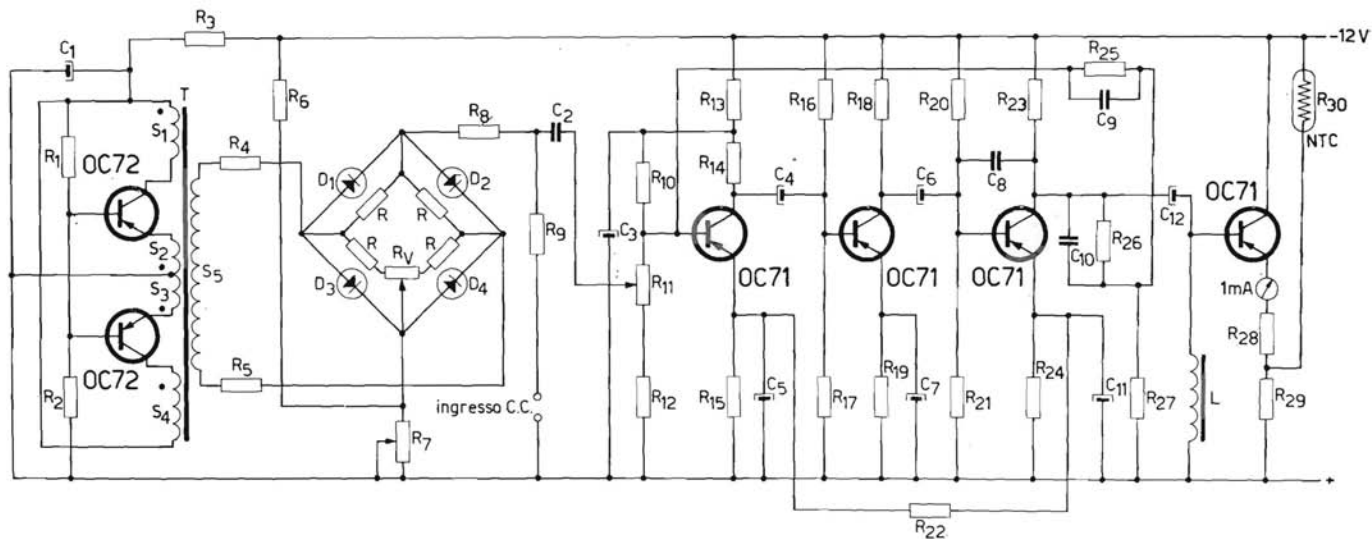 C1
R3
-12V
T
R6
S1
R1
OC72
R4
R8
C2
R13
R16
R18
R20
R23
R25
C9
R30
NTC
D1
D2
R
R
R
R
RV
D3
D4
R9
C3
R10
R14
C4
C6
C8
C12
OC71
S2
S3
S5
R11
OC71
OC71
OC71
C10
R26
1mA
R28
OC72
R2
S4
R5
R7
ingresso C.C.
R12
R15
C5
R17
R19
C7
R21
R24
C11
R27
L
R29
+
R22